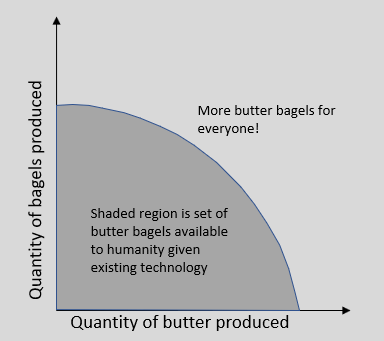 Quantity of bagels produced
More butter bagels for
everyone!
Shaded region is set of
butter bagels available
to humanity given
existing technology
Quantity of butter produced